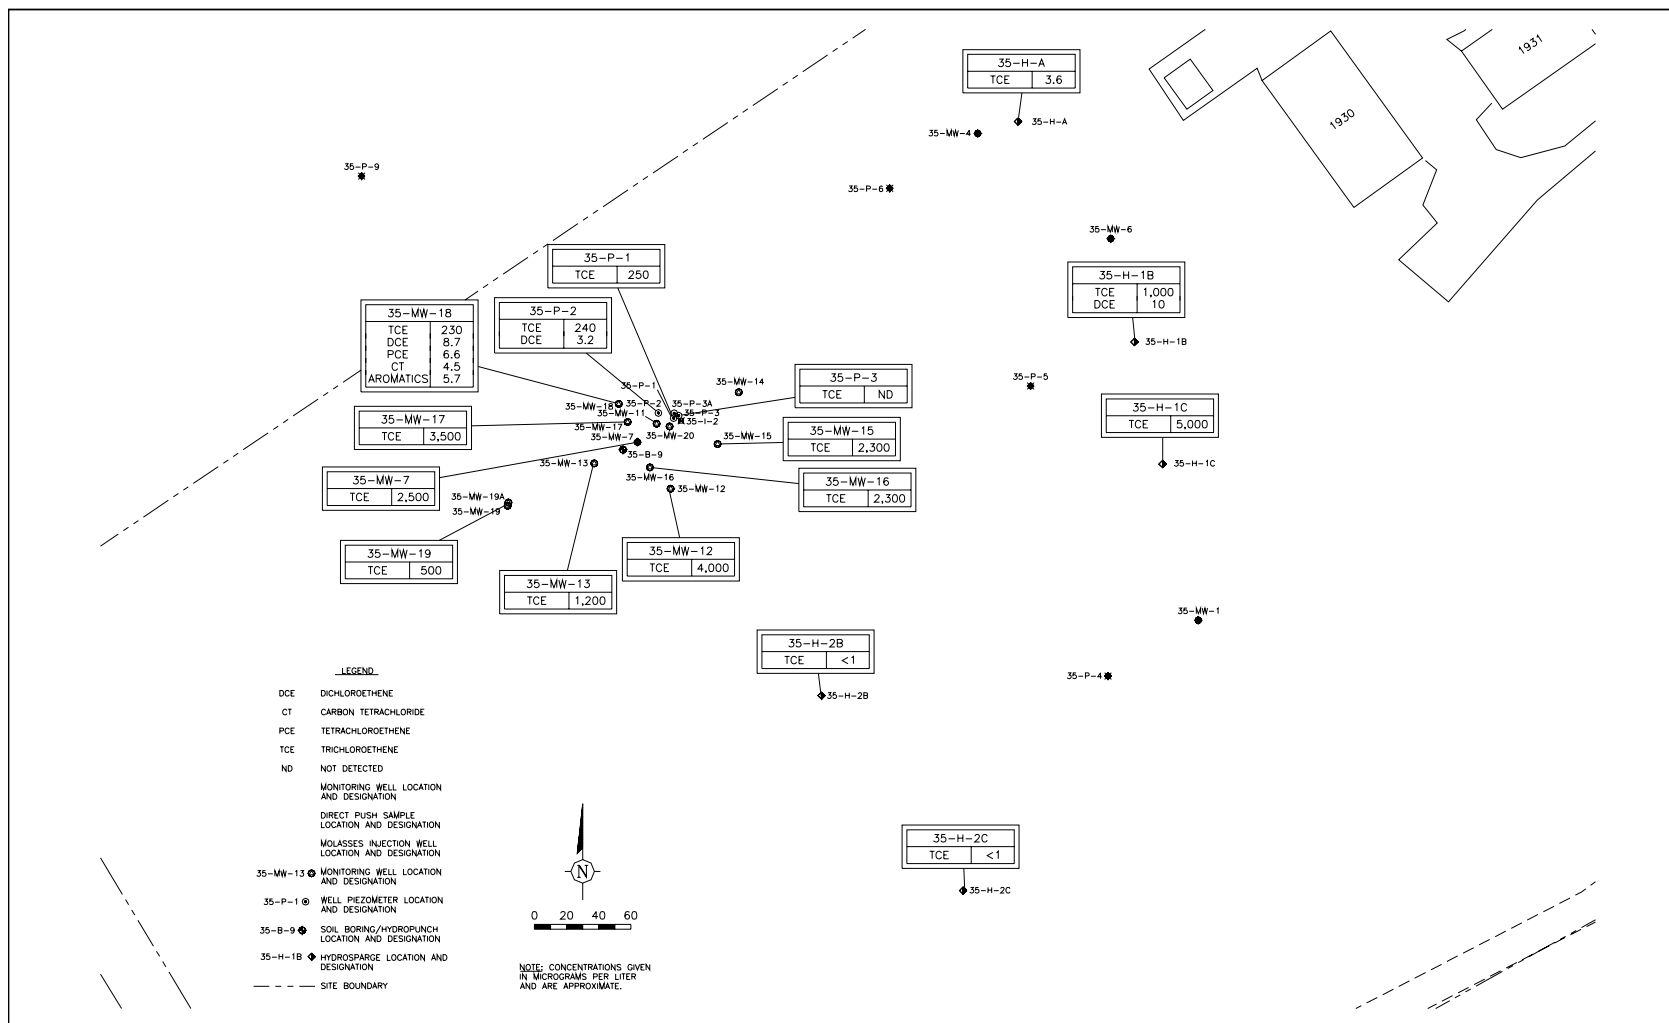 35-H-A
TCE 3.6
35-H-A
35-MW-4
1931
1930
35-P-9
35-P-6
35-MW-6
35-P-1
TCE 250
35-H-1B
TCE 1,000
DCE 10
35-H-1B
35-MW-18
TCE 230
DCE 8.7
PCE 6.6
CT 4.5
AROMATICS 5.7
35-P-2
TCE 240
DCE 3.2
35-P-3
TCE ND
35-P-1
35-MW-14
35-P-5
35-MW-18
35-P-2
35-P-3A
35-MW-11
35-P-3
35-I-2
35-MW-17
35-MW-17
TCE 3,500
35-MW-7
35-MW-20
35-MW-15
35-MW-15
TCE 2,300
35-H-1C
TCE 5,000
35-H-1C
35-B-9
35-MW-13
35-MW-16
35-MW-12
35-MW-16
TCE 2,300
35-MW-7
TCE 2,500
35-MW-19A
35-MW-19
35-MW-19
TCE 500
35-MW-12
TCE 4,000
35-MW-13
TCE 1,200
35-MW-1
35-H-2B
TCE <1
35-H-2B
35-P-4
35-H-2C
TCE <1
35-H-2C
LEGEND
DCE DICHLOROETHENE
CT CARBON TETRACHLORIDE
PCE TETRACHLOROETHENE
TCE TRICHLOROETHENE
ND NOT DETECTED
MONITORING WELL LOCATION
AND DESIGNATION
DIRECT PUSH SAMPLE
LOCATION AND DESIGNATION
MOLASSES INJECTION WELL
LOCATION AND DESIGNATION
35-MW-13 MONITORING WELL LOCATION
AND DESIGNATION
35-P-1 WELL PIEZOMETER LOCATION
AND DESIGNATION
35-B-9 SOIL BORING/HYDROPUNCH
LOCATION AND DESIGNATION
35-H-1B HYDROSPARGE LOCATION AND
DESIGNATION
SITE BOUNDARY
N
0 20 40 60
NOTE: CONCENTRATIONS GIVEN
IN MICROGRAMS PER LITER
AND ARE APPROXIMATE.